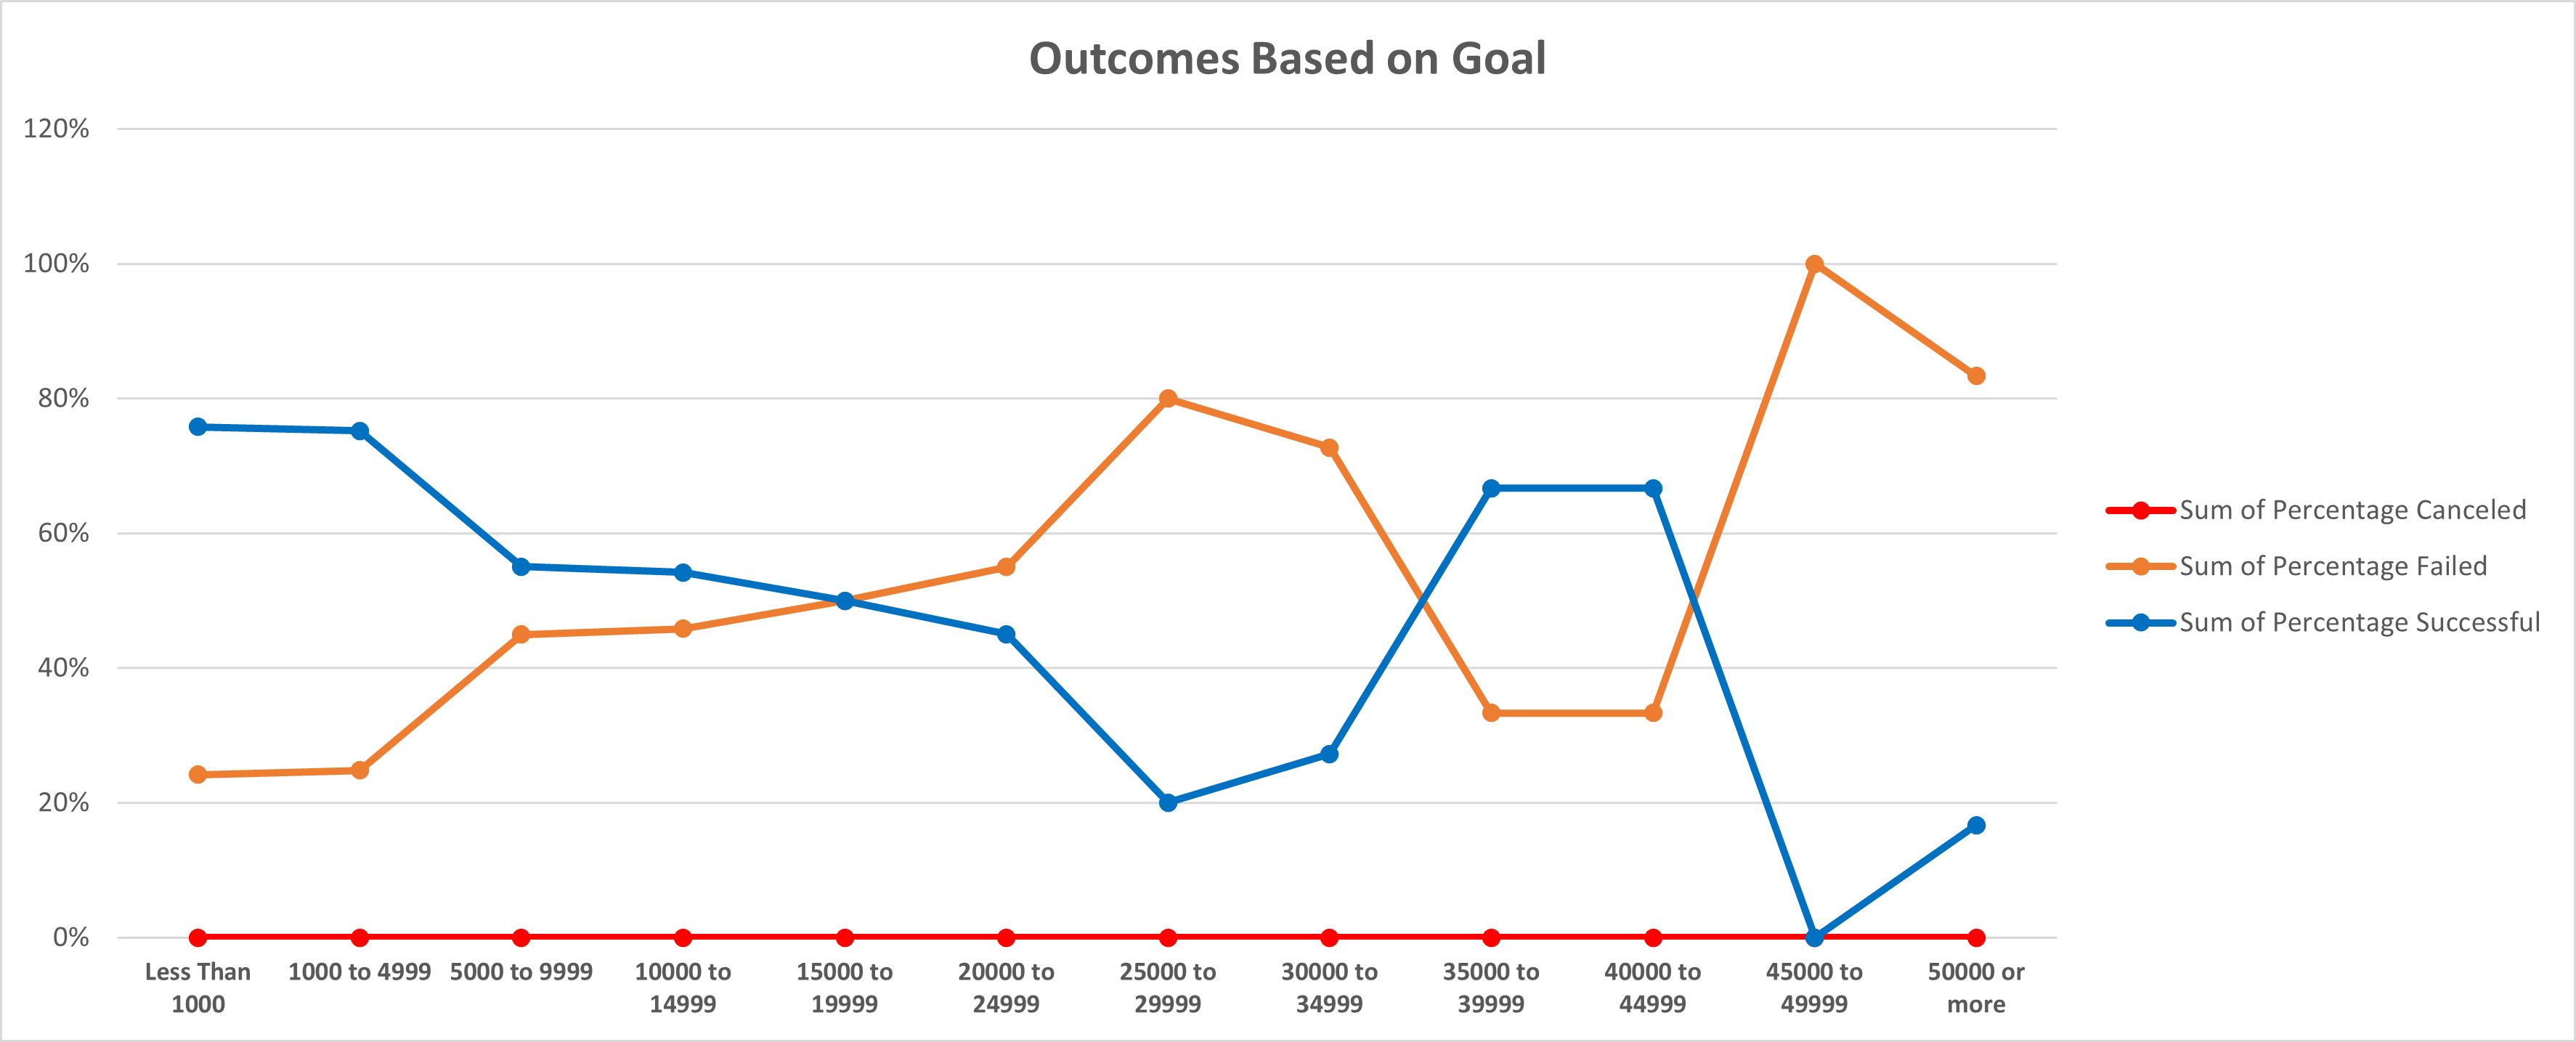 Outcomes Based on Goal
120%
100%
80%
60%
40%
20%
0%
Less Than
1000
1000 to 4999
5000 to 9999
10000 to
14999
15000 to
19999
20000 to
24999
25000 to
29999
30000 to
34999
35000 to
39999
40000 to
44999
45000 to
49999
50000 or
more
Sum of Percentage Canceled
Sum of Percentage Failed
Sum of Percentage Successful